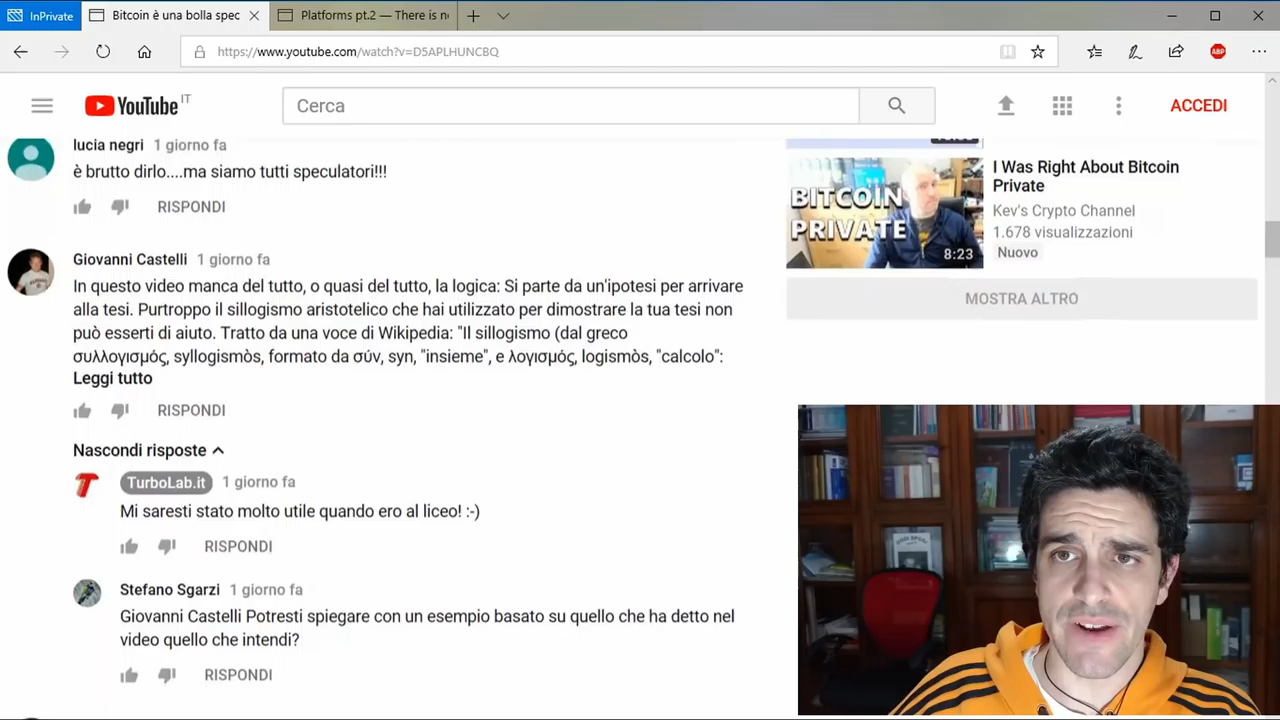 InPrivate
Bitcoin è una bolla spec
Platforms pt.2 — There is n
https://www.youtube.com/watch?v=D5APLHUNCBQ
ABP
YouTube IT
Cerca
ACCEDI
lucia negri 1 giorno fa
è brutto dirlo....ma siamo tutti speculatori!!!
RISPONDI
Giovanni Castelli 1 giorno fa
In questo video manca del tutto, o quasi del tutto, la logica: Si parte da un'ipotesi per arrivare
alla tesi. Purtroppo il sillogismo aristotelico che hai utilizzato per dimostrare la tua tesi non
può esserti di aiuto. Tratto da una voce di Wikipedia: "Il sillogismo (dal greco
συλλογισμός, syllogismòs, formato da σύν, syn, "insieme", e λογισμός, logismòs, "calcolo":
Leggi tutto
RISPONDI
Nascondi risposte
T
TurboLab.it 1 giorno fa
Mi saresti stato molto utile quando ero al liceo! :-)
RISPONDI
Stefano Sgarzi 1 giorno fa
Giovanni Castelli Potresti spiegare con un esempio basato su quello che ha detto nel
video quello che intendi?
RISPONDI
BITCOIN
PRIVATE
8:23
I Was Right About Bitcoin
Private
Kev's Crypto Channel
1.678 visualizzazioni
Nuovo
MOSTRA ALTRO